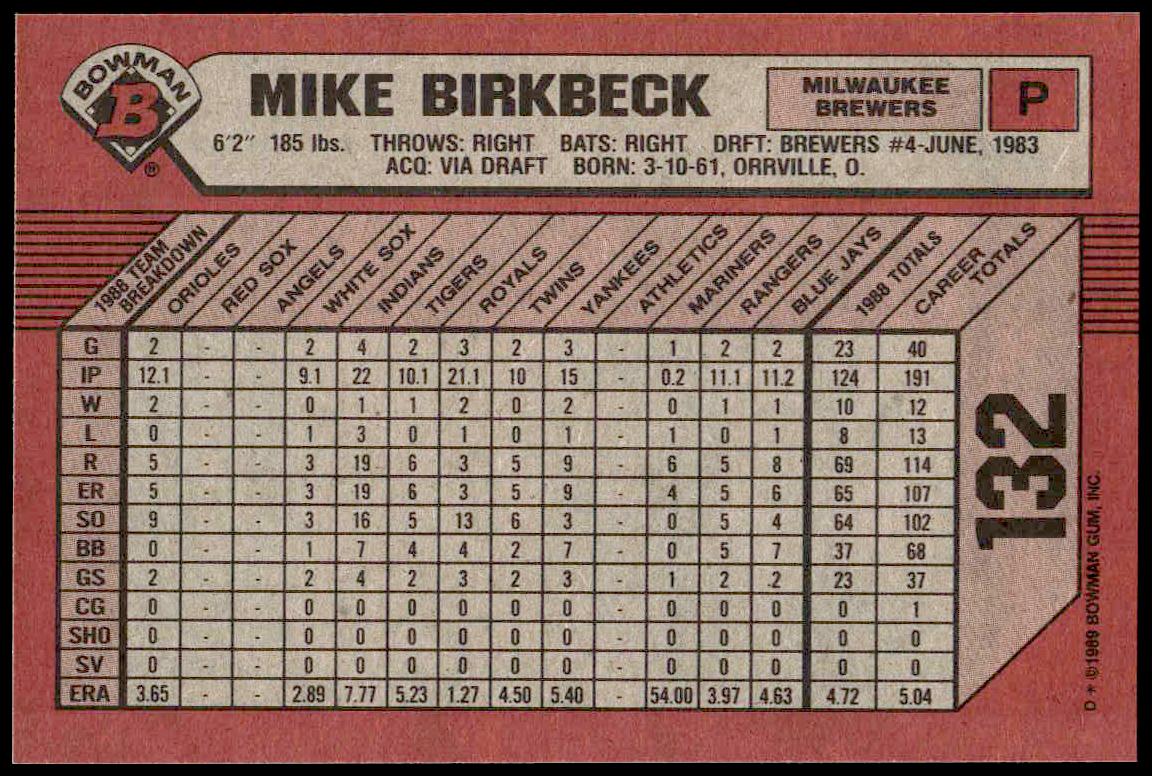 BOWMAN
B
®
MIKE BIRKBECK
MILWAUKEE
BREWERS
P
6'2" 185 lbs. THROWS: RIGHT BATS: RIGHT DRFT: BREWERS #4-JUNE, 1983
ACQ: VIA DRAFT BORN: 3-10-61, ORRVILLE, O.
1988 TEAM BREAKDOWN ORIOLES RED SOX ANGELS WHITE SOX INDIANS TIGERS ROYALS TWINS YANKEES ATHLETICS MARINERS RANGERS BLUE JAYS 1988 TOTALS CAREER TOTALS
G 2 - - 2 4 2 3 2 3 - 1 2 2 23 40
IP 12.1 - - 9.1 22 10.1 21.1 10 15 - 0.2 11.1 11.2 124 191
W 2 - - 0 1 1 2 0 2 - 0 1 1 10 12
L 0 - - 1 3 0 1 0 1 - 1 0 1 8 13
R 5 - - 3 19 6 3 5 9 - 6 5 8 69 114
ER 5 - - 3 19 6 3 5 9 - 4 5 6 65 107
SO 9 - - 3 16 5 13 6 3 - 0 5 4 64 102
BB 0 - - 1 7 4 4 2 7 - 0 5 7 37 68
GS 2 - - 2 4 2 3 2 3 - 1 2 2 23 37
CG 0 - - 0 0 0 0 0 0 - 0 0 0 0 1
SHO 0 - - 0 0 0 0 0 0 - 0 0 0 0 0
SV 0 - - 0 0 0 0 0 0 - 0 0 0 0 0
ERA 3.65 - - 2.89 7.77 5.23 1.27 4.50 5.40 - 54.00 3.97 4.63 4.72 5.04
132
D * ©1989 BOWMAN GUM, INC.